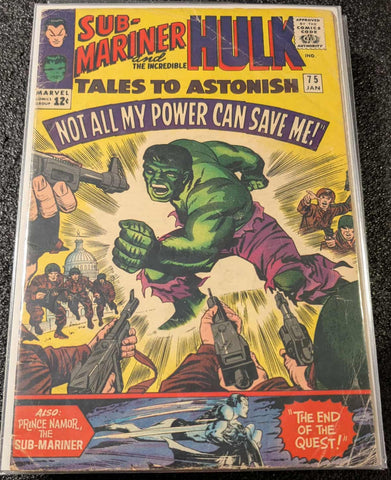 SUB-
MARINER
and
THE INCREDIBLE
HULK
APPROVED
BY THE
COMICS
CODE
AUTHORITY
IND.
MARVEL
COMICS
GROUP
12¢
TALES TO ASTONISH
75
JAN
"NOT ALL MY POWER CAN SAVE ME!"
ALSO:
PRINCE NAMOR,
THE
SUB-MARINER
"THE END
OF THE
QUEST!"